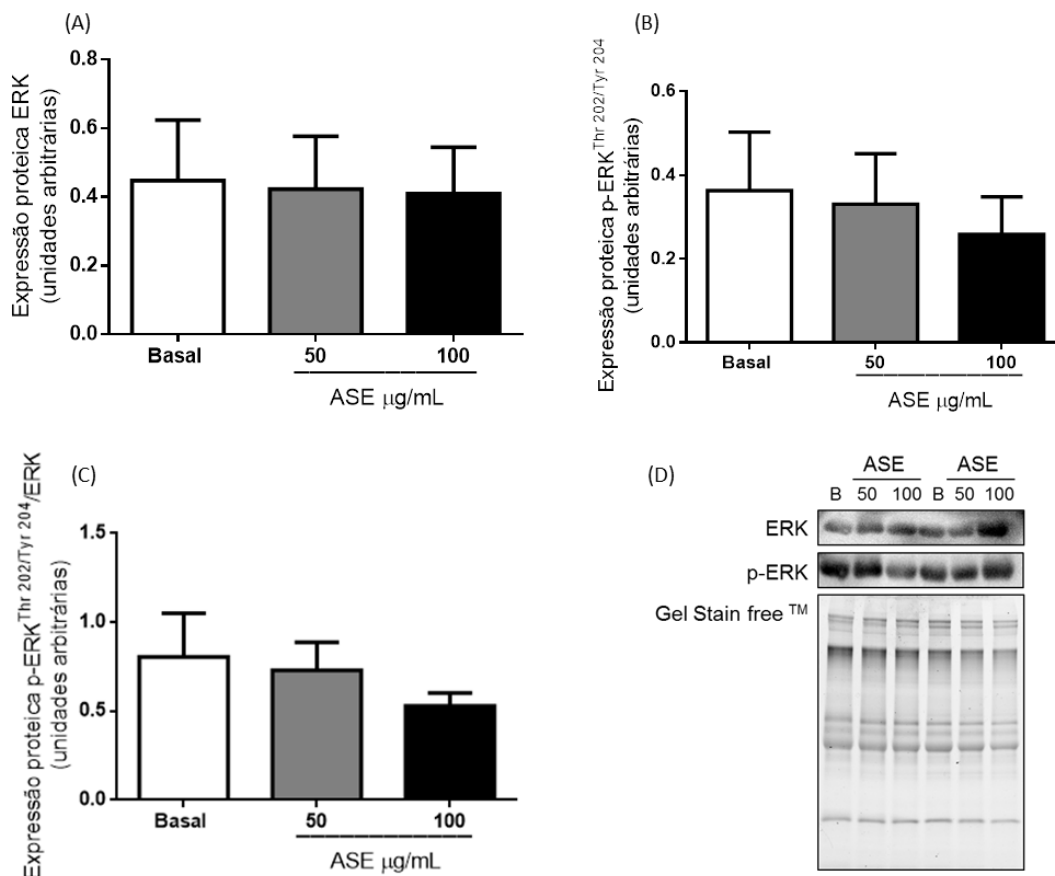 (A)
Expressão proteica ERK
(unidades arbitrárias)
0.8
0.6
0.4
0.2
0.0
Basal
50
100
ASE μg/mL
(B)
Expressão proteica p-ERK Thr 202/Tyr 204
(unidades arbitrárias)
0.6
0.4
0.2
0.0
Basal
50
100
ASE μg/mL
(C)
Expressão proteica p-ERK Thr 202/Tyr 204/ERK
(unidades arbitrárias)
1.5
1.0
0.5
0.0
Basal
50
100
ASE μg/mL
(D)
ASE ASE
B 50 100 B 50 100
ERK
p-ERK
Gel Stain free TM